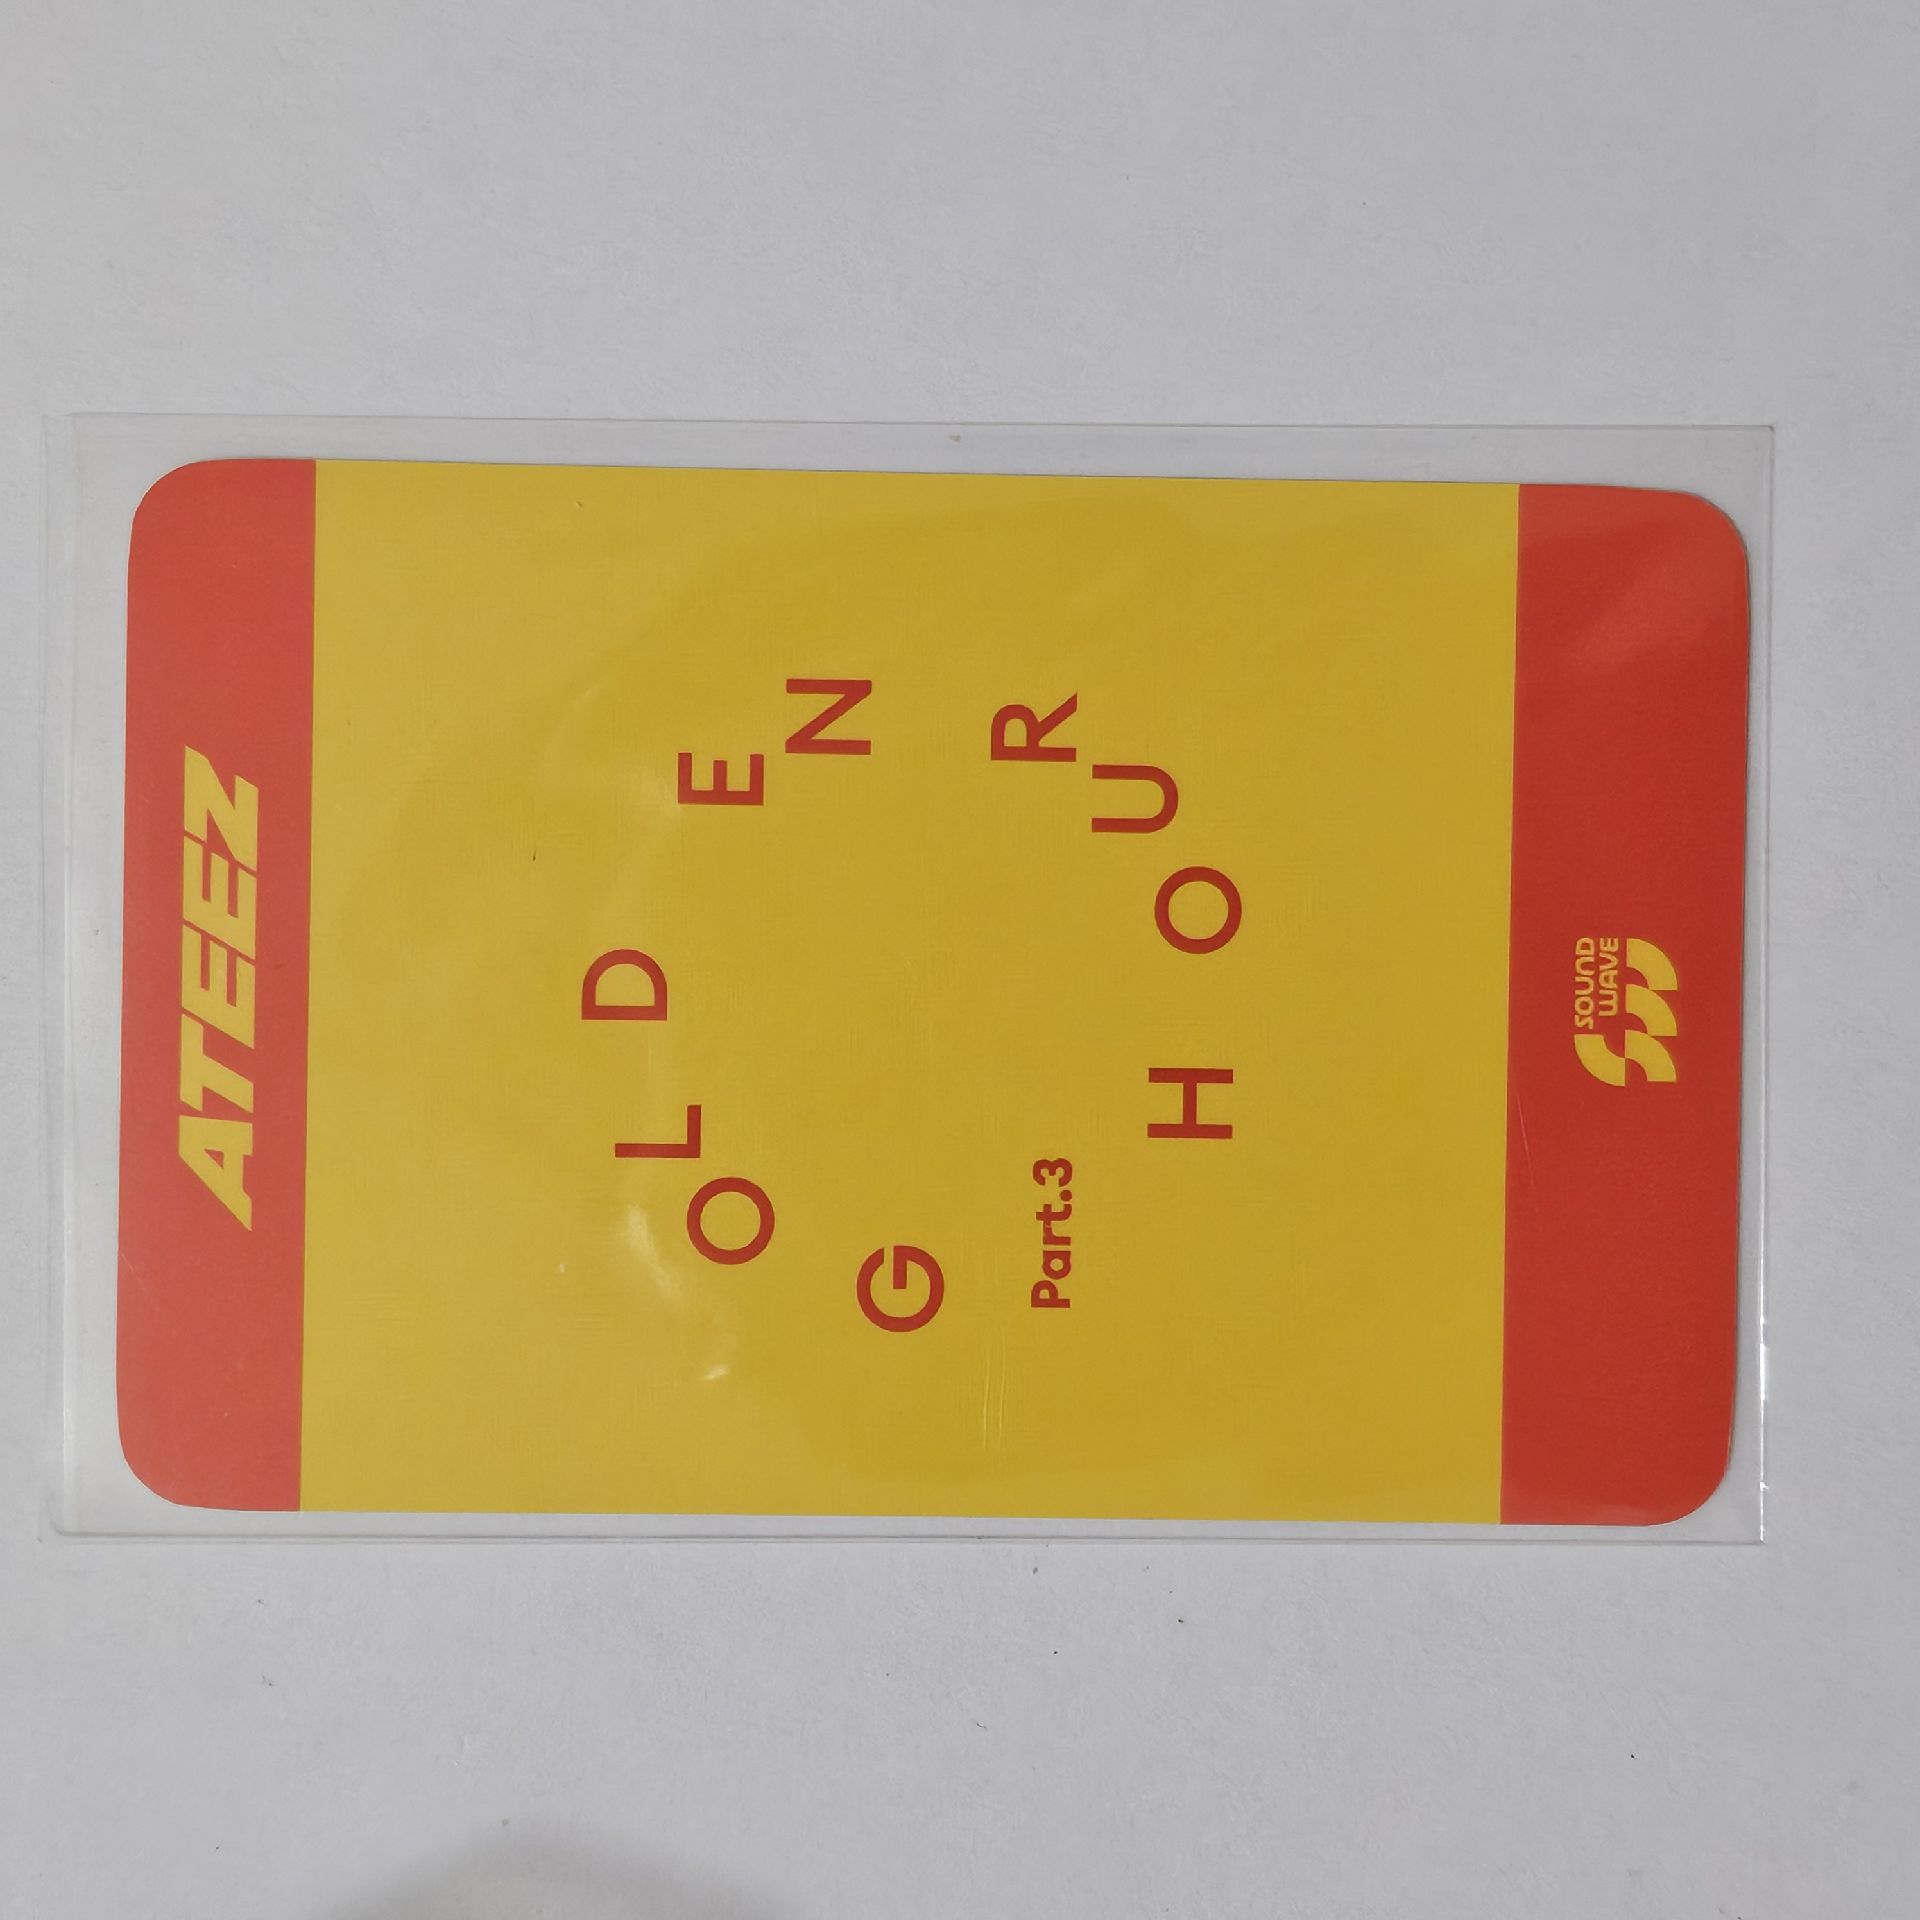 ATEEZ
GOLDEN
HOUR
Part.3
SOUND
WAVE